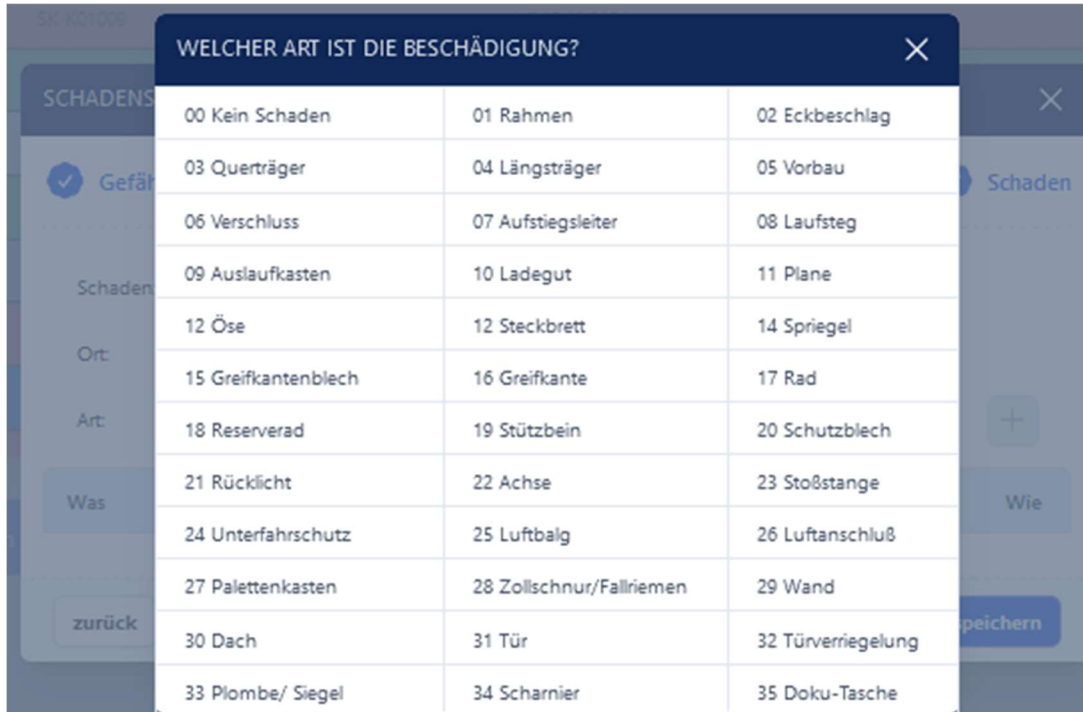 SK-K01009
WELCHER ART IST DIE BESCHÄDIGUNG?
SCHADENS
00 Kein Schaden 01 Rahmen 02 Eckbeschlag
03 Querträger 04 Längsträger 05 Vorbau
Gefäh Schaden
06 Verschluss 07 Aufstiegsleiter 08 Laufsteg
09 Auslaufkasten 10 Ladegut 11 Plane
Schaden:
12 Öse 12 Steckbrett 14 Spriegel
Ort:
15 Greifkantenblech 16 Greifkante 17 Rad
Art:
18 Reserverad 19 Stützbein 20 Schutzblech
21 Rücklicht 22 Achse 23 Stoßstange
Was Wie
24 Unterfahrschutz 25 Luftbalg 26 Luftanschluß
27 Palettenkasten 28 Zollschnur/Fallriemen 29 Wand
zurück speichern
30 Dach 31 Tür 32 Türverriegelung
33 Plombe/ Siegel 34 Scharnier 35 Doku-Tasche